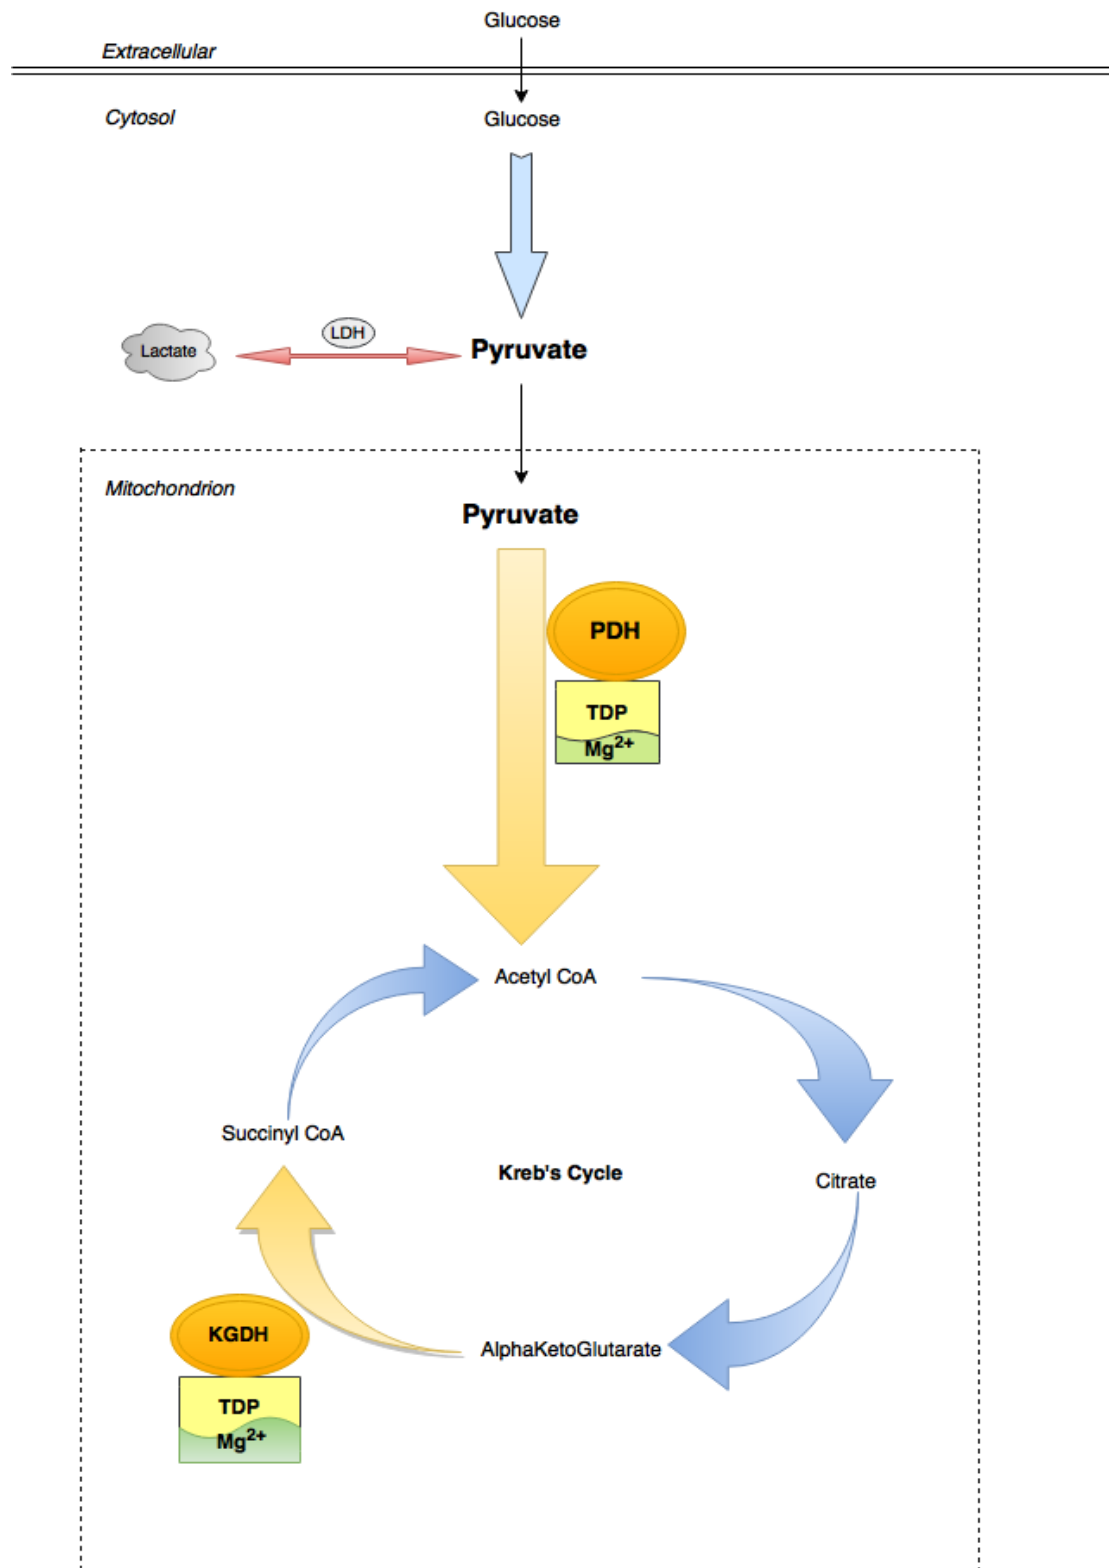 Glucose
Extracellular
Cytosol
Glucose
LDH
Lactate
Pyruvate
Mitochondrion
Pyruvate
PDH
TDP
Mg²⁺
Acetyl CoA
Succinyl CoA
Kreb's Cycle
Citrate
KGDH
AlphaKetoGlutarate
TDP
Mg²⁺